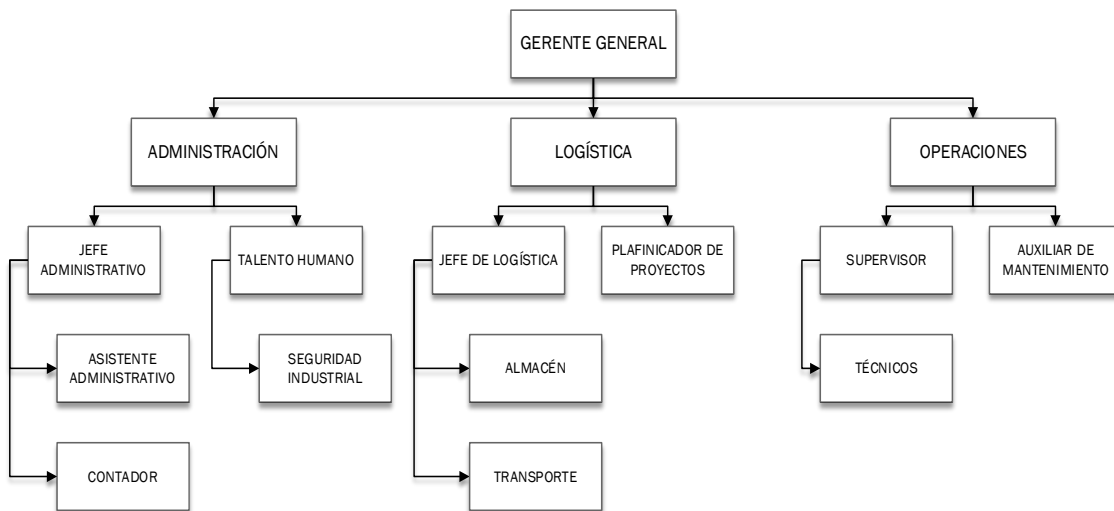 GERENTE GENERAL
ADMINISTRACIÓN
LOGÍSTICA
OPERACIONES
JEFE
ADMINISTRATIVO
TALENTO HUMANO
JEFE DE LOGÍSTICA
PLAFINICADOR DE
PROYECTOS
SUPERVISOR
AUXILIAR DE
MANTENIMIENTO
ASISTENTE
ADMINISTRATIVO
SEGURIDAD
INDUSTRIAL
ALMACÉN
TÉCNICOS
CONTADOR
TRANSPORTE